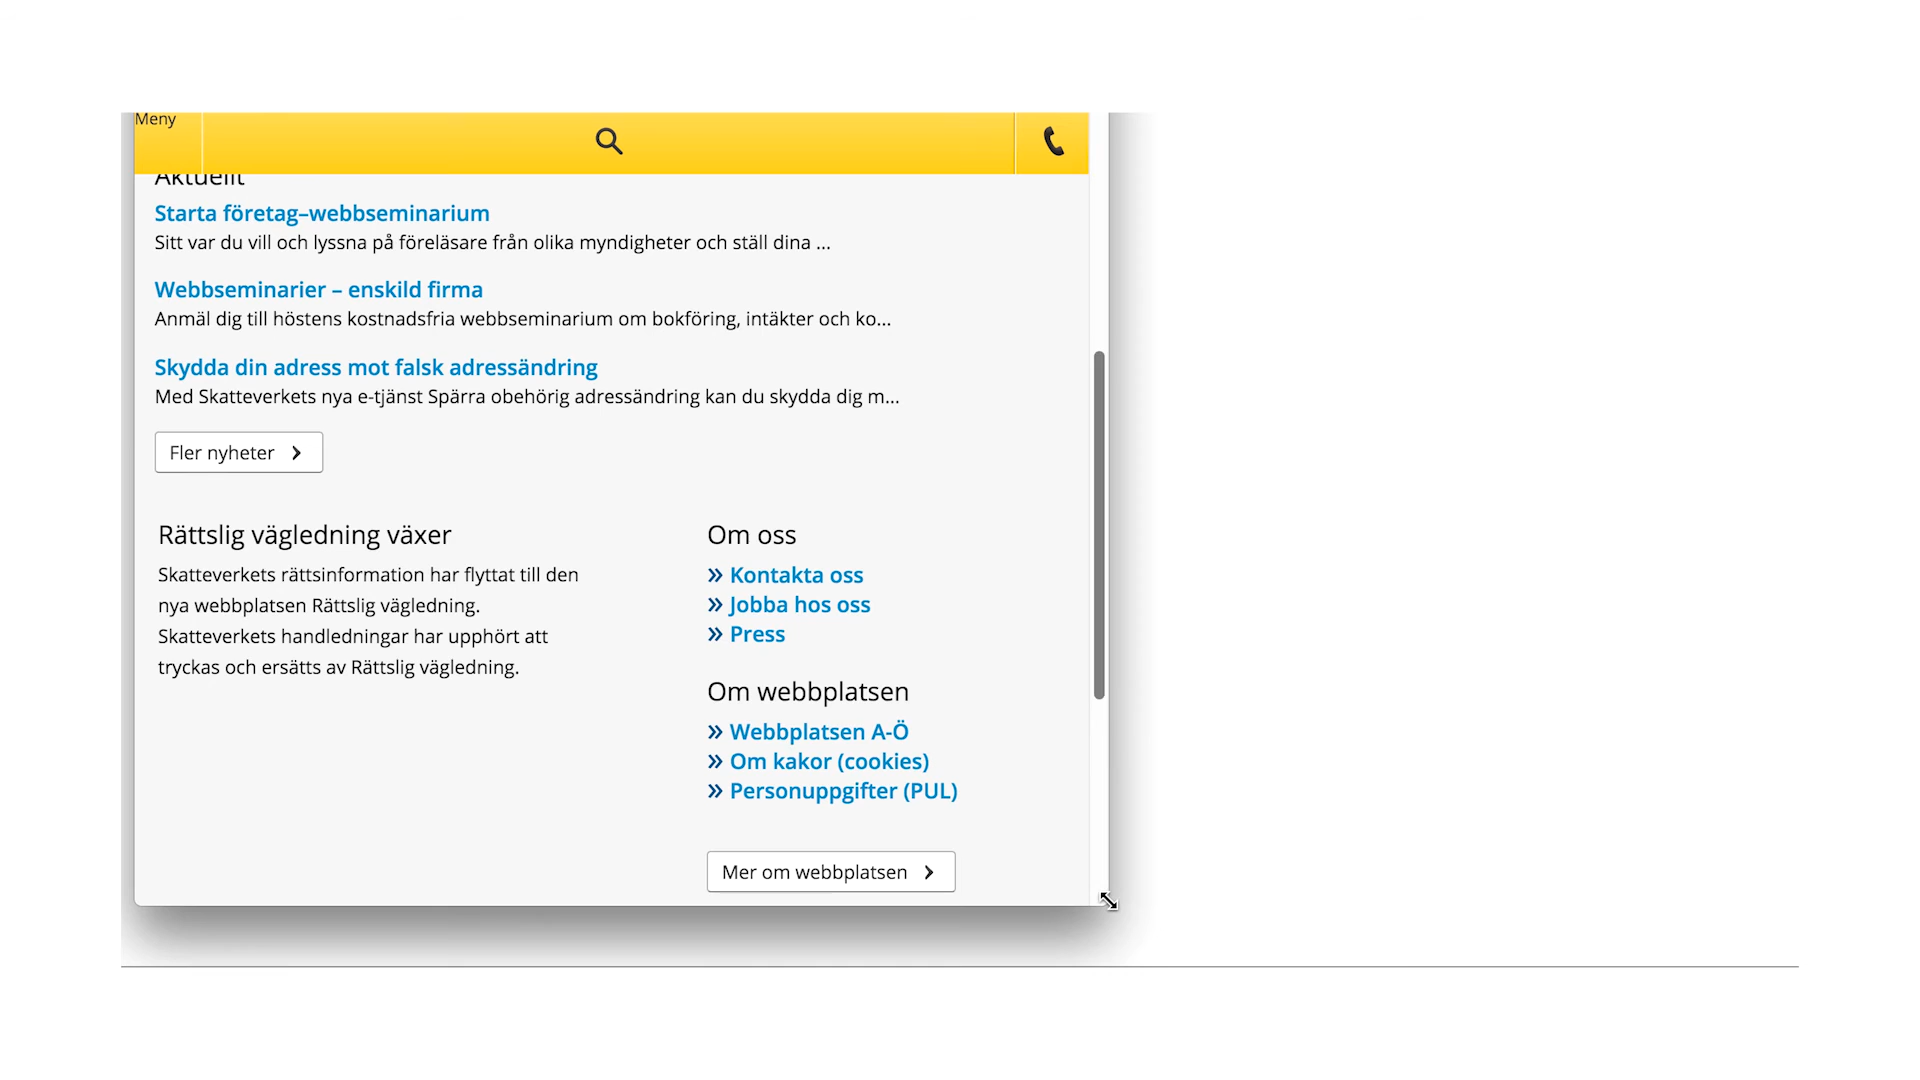 Meny
Aktuellt
Starta företag–webbseminarium
Sitt var du vill och lyssna på föreläsare från olika myndigheter och ställ dina ...
Webbseminarier – enskild firma
Anmäl dig till höstens kostnadsfria webbseminarium om bokföring, intäkter och ko...
Skydda din adress mot falsk adressändring
Med Skatteverkets nya e-tjänst Spärra obehörig adressändring kan du skydda dig m...
Fler nyheter
Rättslig vägledning växer
Skatteverkets rättsinformation har flyttat till den
nya webbplatsen Rättslig vägledning.
Skatteverkets handledningar har upphört att
tryckas och ersätts av Rättslig vägledning.
Om oss
» Kontakta oss
» Jobba hos oss
» Press
Om webbplatsen
» Webbplatsen A-Ö
» Om kakor (cookies)
» Personuppgifter (PUL)
Mer om webbplatsen